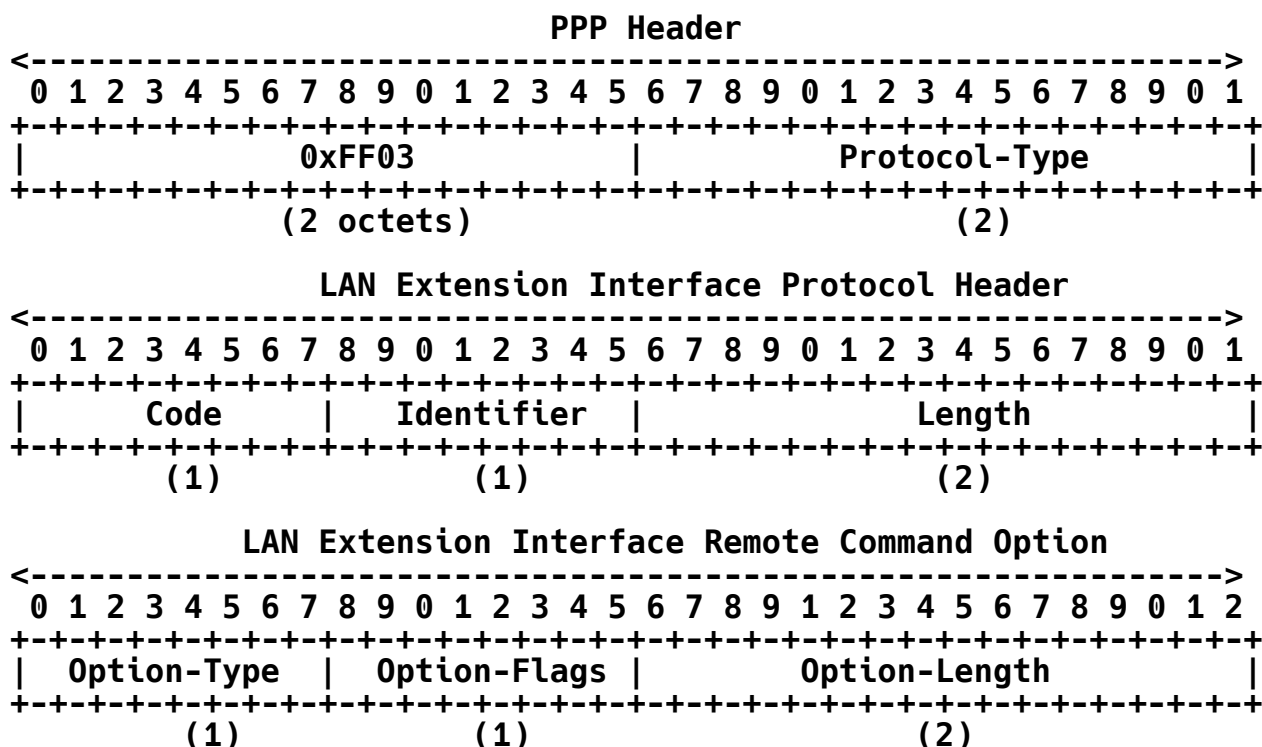 PPP Header
<-------------------------------------------------------------->
 0 1 2 3 4 5 6 7 8 9 0 1 2 3 4 5 6 7 8 9 0 1 2 3 4 5 6 7 8 9 0 1
+-+-+-+-+-+-+-+-+-+-+-+-+-+-+-+-+-+-+-+-+-+-+-+-+-+-+-+-+-+-+-+-+
|              0xFF03           |          Protocol-Type        |
+-+-+-+-+-+-+-+-+-+-+-+-+-+-+-+-+-+-+-+-+-+-+-+-+-+-+-+-+-+-+-+-+
              (2 octets)                         (2)
                LAN Extension Interface Protocol Header
<-------------------------------------------------------------->
 0 1 2 3 4 5 6 7 8 9 0 1 2 3 4 5 6 7 8 9 0 1 2 3 4 5 6 7 8 9 0 1
+-+-+-+-+-+-+-+-+-+-+-+-+-+-+-+-+-+-+-+-+-+-+-+-+-+-+-+-+-+-+-+-+
|      Code     |   Identifier  |              Length           |
+-+-+-+-+-+-+-+-+-+-+-+-+-+-+-+-+-+-+-+-+-+-+-+-+-+-+-+-+-+-+-+-+
        (1)             (1)                     (2)
            LAN Extension Interface Remote Command Option
<-------------------------------------------------------------->
 0 1 2 3 4 5 6 7 8 9 0 1 2 3 4 5 6 7 8 9 1 2 3 4 5 6 7 8 9 0 1 2
+-+-+-+-+-+-+-+-+-+-+-+-+-+-+-+-+-+-+-+-+-+-+-+-+-+-+-+-+-+-+-+-+
|  Option-Type  |  Option-Flags |        Option-Length          |
+-+-+-+-+-+-+-+-+-+-+-+-+-+-+-+-+-+-+-+-+-+-+-+-+-+-+-+-+-+-+-+-+
         (1)            (1)                    (2)